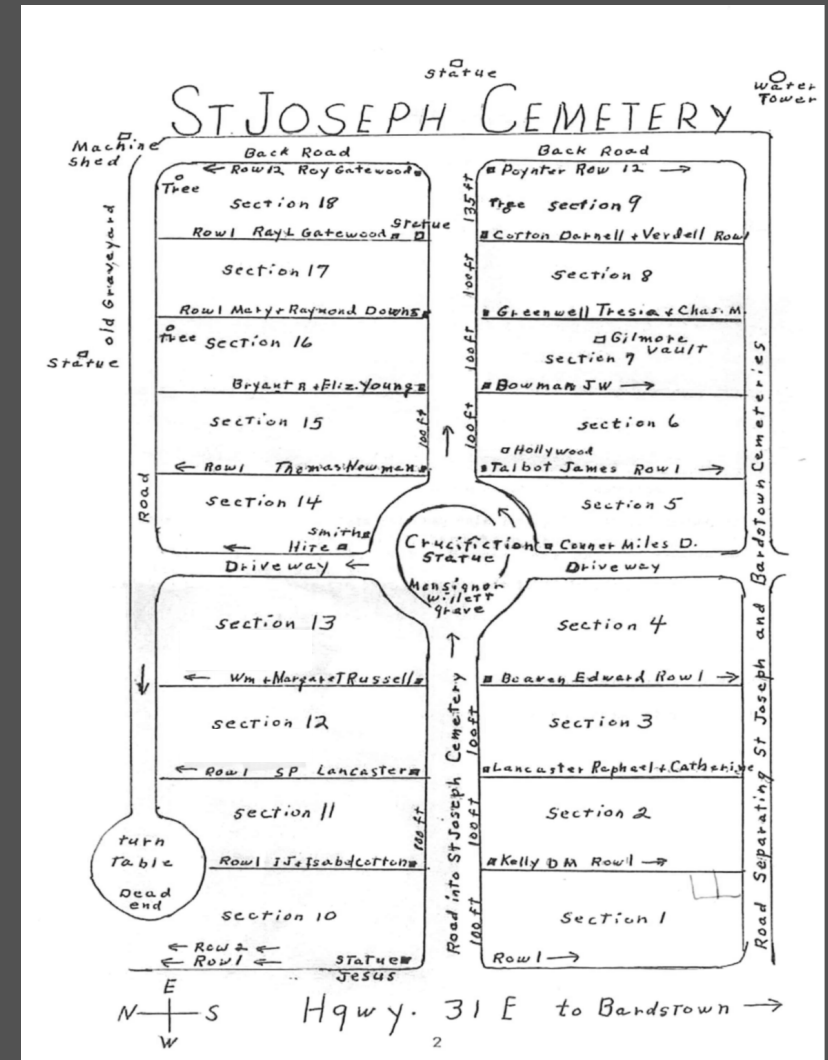 Statue
Water
Tower
ST JOSEPH CEMETERY
Machine
Shed
Back Road
Back Road
← Row 12 Roy Gatewood
Poynter Row 12 →
Tree
Section 18
135 ft
Tree Section 9
old Graveyard
Statue
Row 1 Ray L Gatewood
Cotton Darnell + Verdell Row 1
Section 17
100 ft
Section 8
Row 1 Mary + Raymond Downs
Greenwell Tresia + Chas. M.
Tree Section 16
Gilmore
Vault
Section 7
100 ft
Statue
Bryant R + Eliz. Young
Bowman JW →
Section 15
100 ft
100 ft
Section 6
Hollywood
← Row 1 Thomas Newman
Talbot James Row 1 →
Road
Section 14
Section 5
Smith
Hite
Crucifiction
Statue
Conner Miles D.
Driveway ←
Driveway
Monsignor
Willett
grave
Section 13
Section 4
← Wm + Margaret Russell
Beaven Edward Row 1 →
Section 12
100 ft
Section 3
← Row 1 SP Lancaster
Lancaster Raphael + Catherine
Section 11
100 ft
100 ft
Section 2
turn
Table
Dead
end
Kelly DM Row 1 →
Section 10
100 ft
Section 1
Road into St Joseph Cemetery →
Road Separating St Joseph and Bardstown Cemeteries
← Row 2 ←
← Row 1 ←
Statue
Jesus
Row 1 →
E
N S
W
Hgwy. 31 E to Bardstown →
2